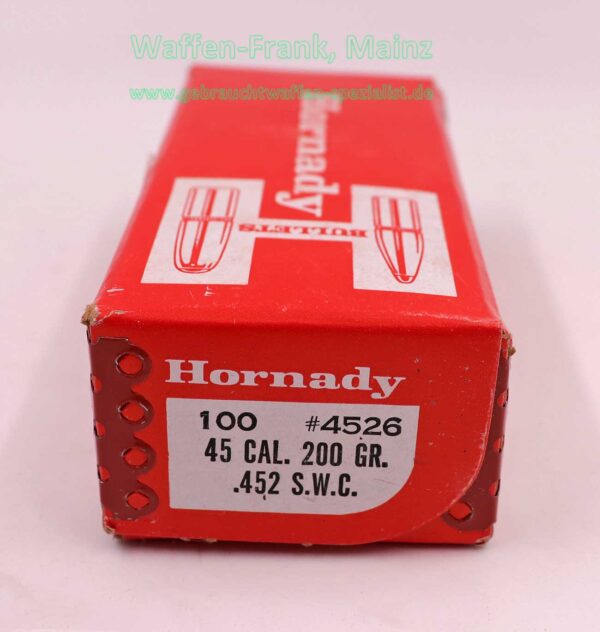 Waffen-Frank, Mainz
www.gebrauchtwaffen-spezialist.de
Hornady
BULLETS
Hornady
100 #4526
45 CAL. 200 GR.
.452 S.W.C.